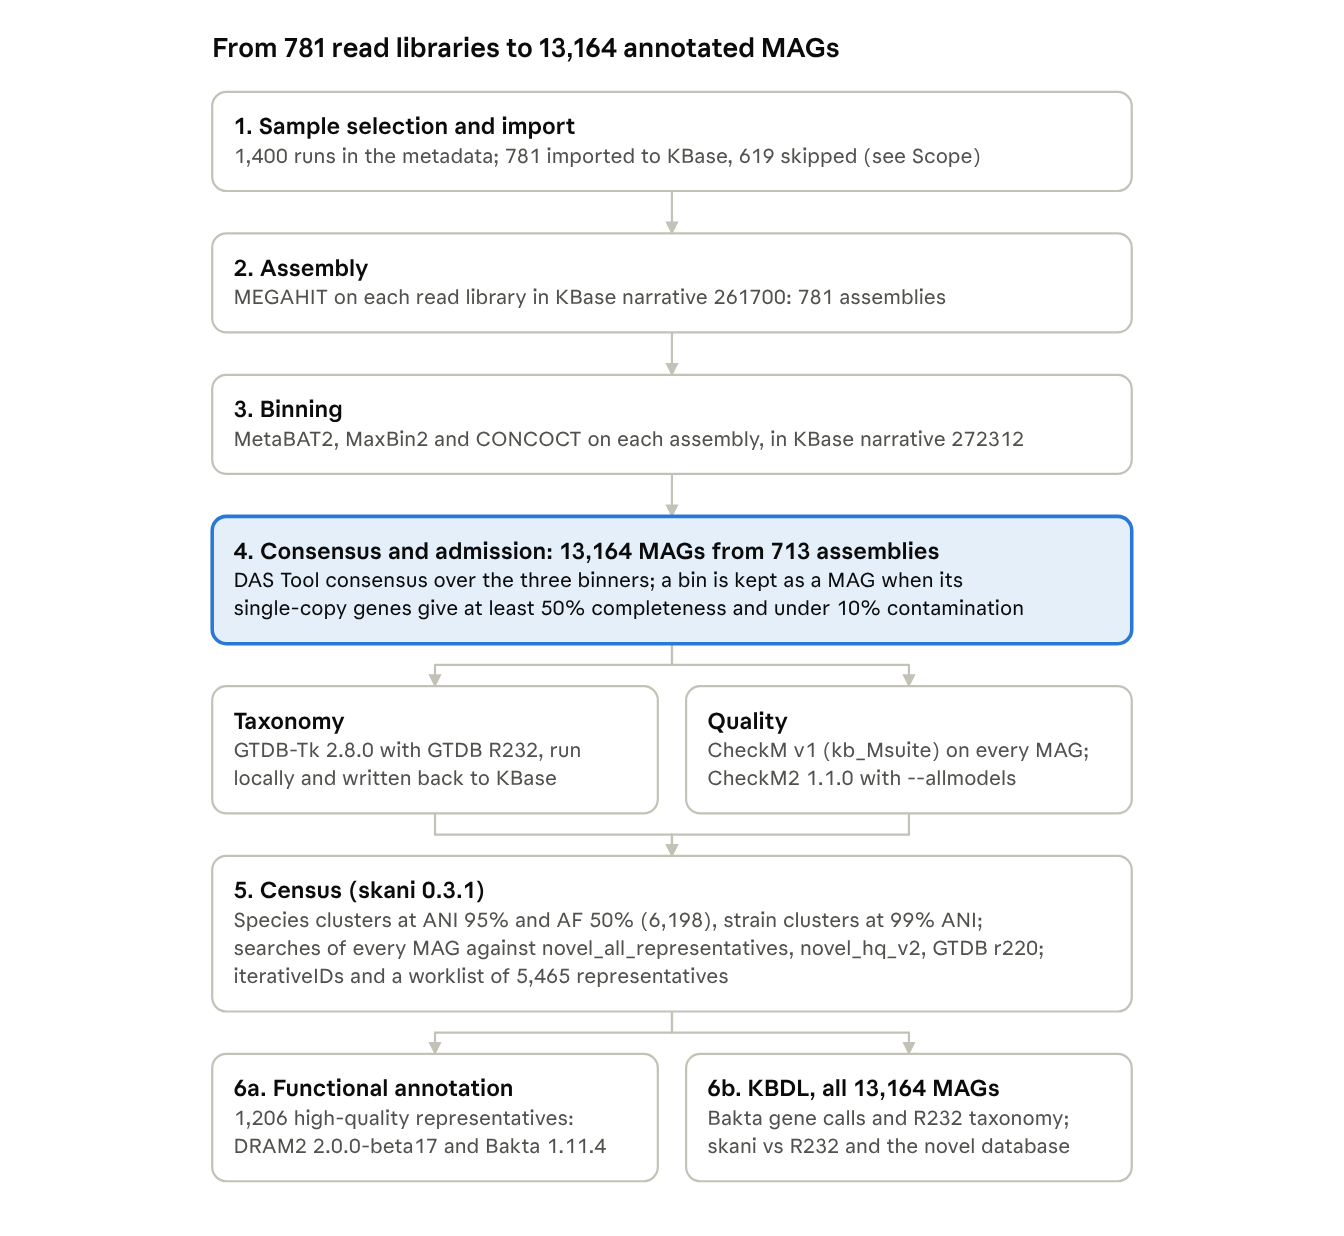 From 781 read libraries to 13,164 annotated MAGs
1. Sample selection and import
1,400 runs in the metadata; 781 imported to KBase, 619 skipped (see Scope)
2. Assembly
MEGAHIT on each read library in KBase narrative 261700: 781 assemblies
3. Binning
MetaBAT2, MaxBin2 and CONCOCT on each assembly, in KBase narrative 272312
4. Consensus and admission: 13,164 MAGs from 713 assemblies
DAS Tool consensus over the three binners; a bin is kept as a MAG when its
single-copy genes give at least 50% completeness and under 10% contamination
Taxonomy
GTDB-Tk 2.8.0 with GTDB R232, run
locally and written back to KBase
Quality
CheckM v1 (kb_Msuite) on every MAG;
CheckM2 1.1.0 with --allmodels
5. Census (skani 0.3.1)
Species clusters at ANI 95% and AF 50% (6,198), strain clusters at 99% ANI;
searches of every MAG against novel_all_representatives, novel_hq_v2, GTDB r220;
iterativeIDs and a worklist of 5,465 representatives
6a. Functional annotation
1,206 high-quality representatives:
DRAM2 2.0.0-beta17 and Bakta 1.11.4
6b. KBDL, all 13,164 MAGs
Bakta gene calls and R232 taxonomy;
skani vs R232 and the novel database